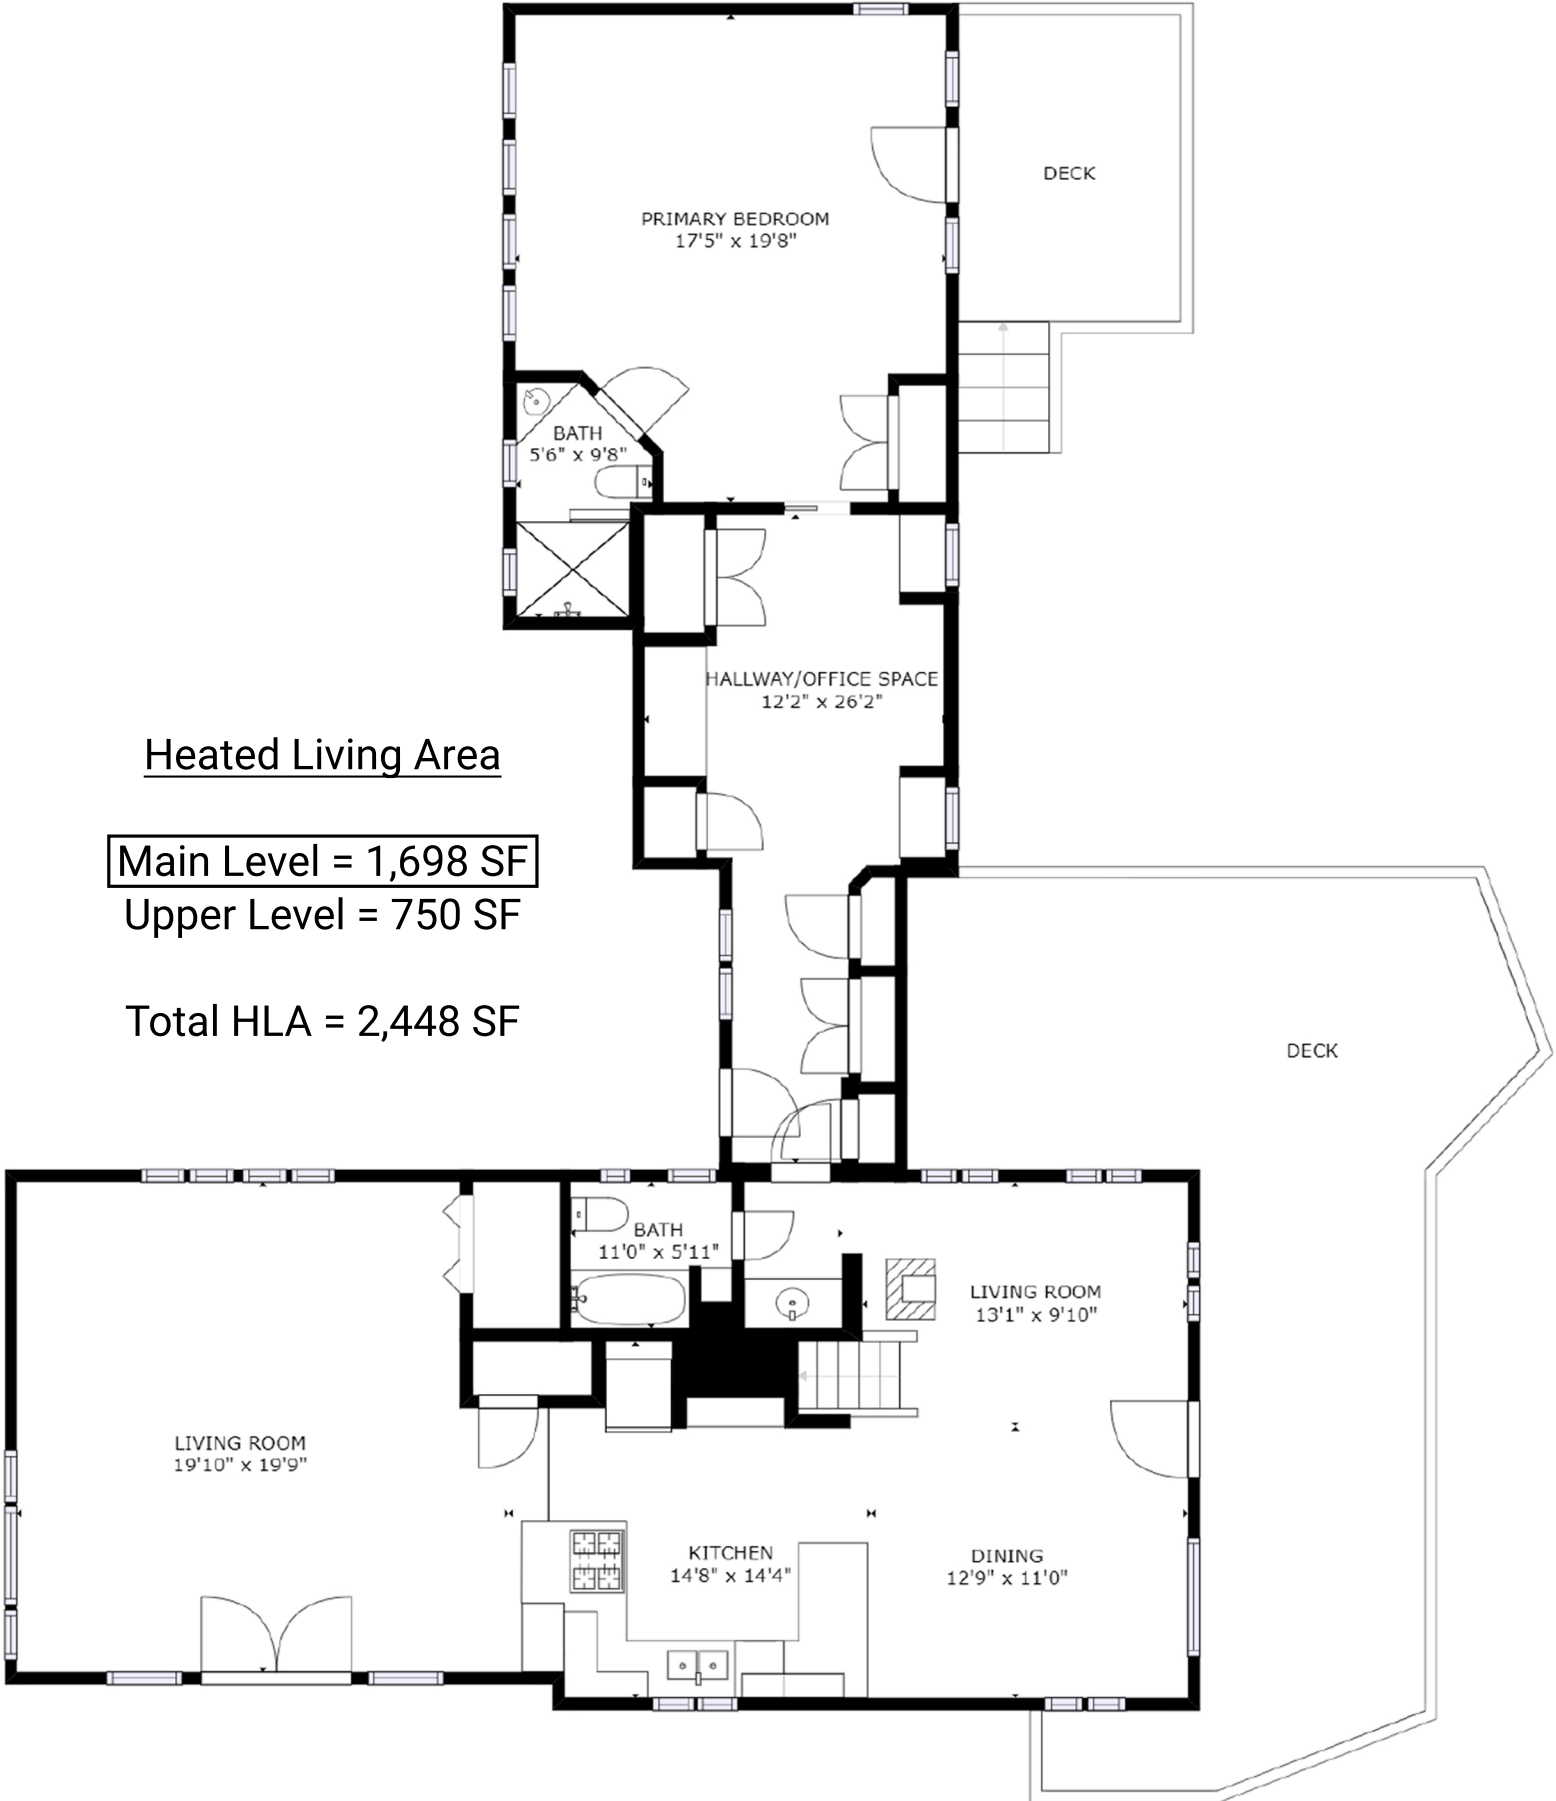 DECK
PRIMARY BEDROOM
17'5" x 19'8"
BATH
5'6" x 9'8"
HALLWAY/OFFICE SPACE
12'2" x 26'2"
Heated Living Area
Main Level = 1,698 SF
Upper Level = 750 SF
Total HLA = 2,448 SF
DECK
BATH
11'0" x 5'11"
LIVING ROOM
13'1" x 9'10"
LIVING ROOM
19'10" x 19'9"
KITCHEN
14'8" x 14'4"
DINING
12'9" x 11'0"